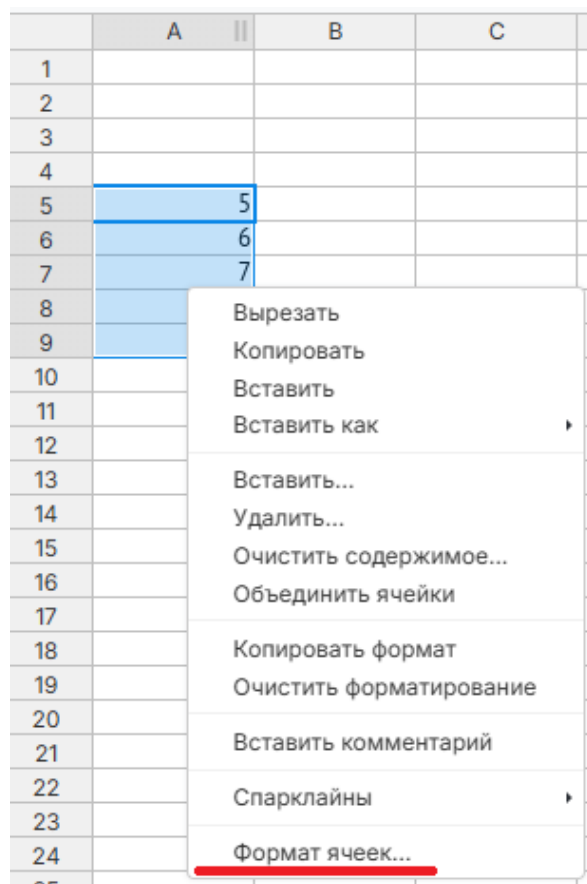 A B C
1
2
3
4
5 5
6 6
7 7
8 Вырезать
9 Копировать
10 Вставить
11 Вставить как
12
13 Вставить...
14 Удалить...
15 Очистить содержимое...
16 Объединить ячейки
17
18 Копировать формат
19 Очистить форматирование
20
21 Вставить комментарий
22
23 Спарклайны
24 Формат ячеек...